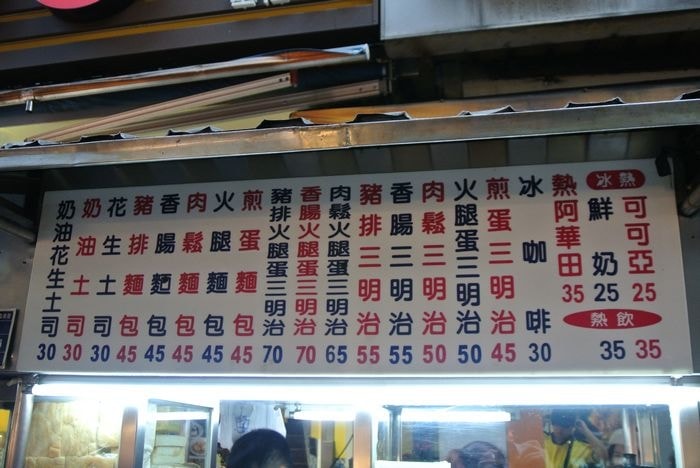 冰熱
可可亞 25
鮮奶 25
熱飲
35
35
熱阿華田 35
冰咖啡 30
煎蛋三明治 45
火腿蛋三明治 50
肉鬆三明治 50
香腸三明治 55
豬排三明治 55
肉鬆火腿蛋三明治 65
香腸火腿蛋三明治 70
豬排火腿蛋三明治 70
煎蛋麵包 45
火腿麵包 45
肉鬆麵包 45
香腸麵包 45
豬排麵包 45
花生土司 30
奶油土司 30
奶油花生土司 30